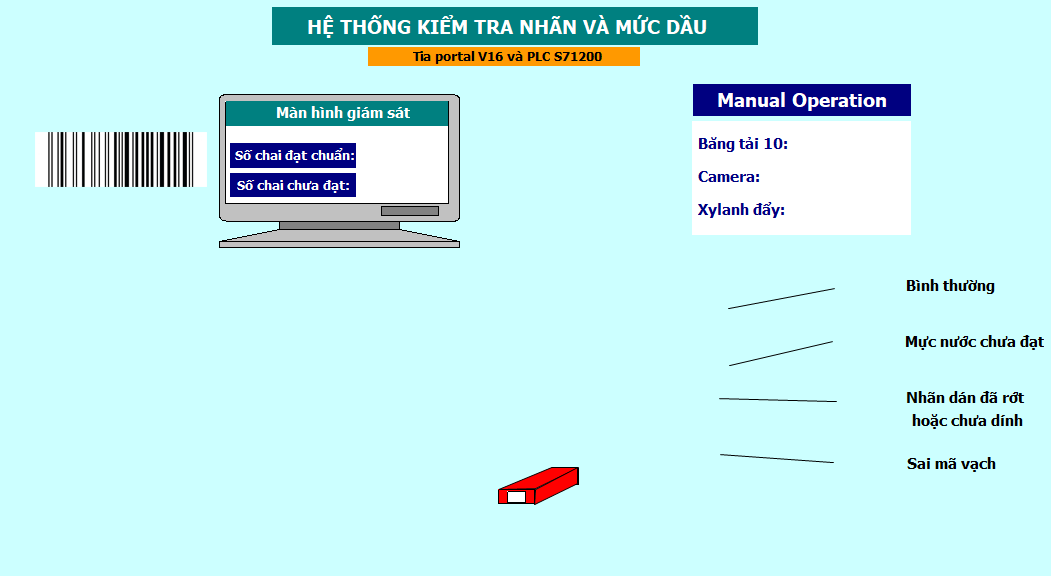 HỆ THỐNG KIỂM TRA NHÃN VÀ MỨC DẦU
Tia portal V16 và PLC S71200
Màn hình giám sát
Số chai đạt chuẩn:
Số chai chưa đạt:
Manual Operation
Băng tải 10:
Camera:
Xylanh đẩy:
Bình thường
Mực nước chưa đạt
Nhãn dán đã rớt
hoặc chưa dính
Sai mã vạch